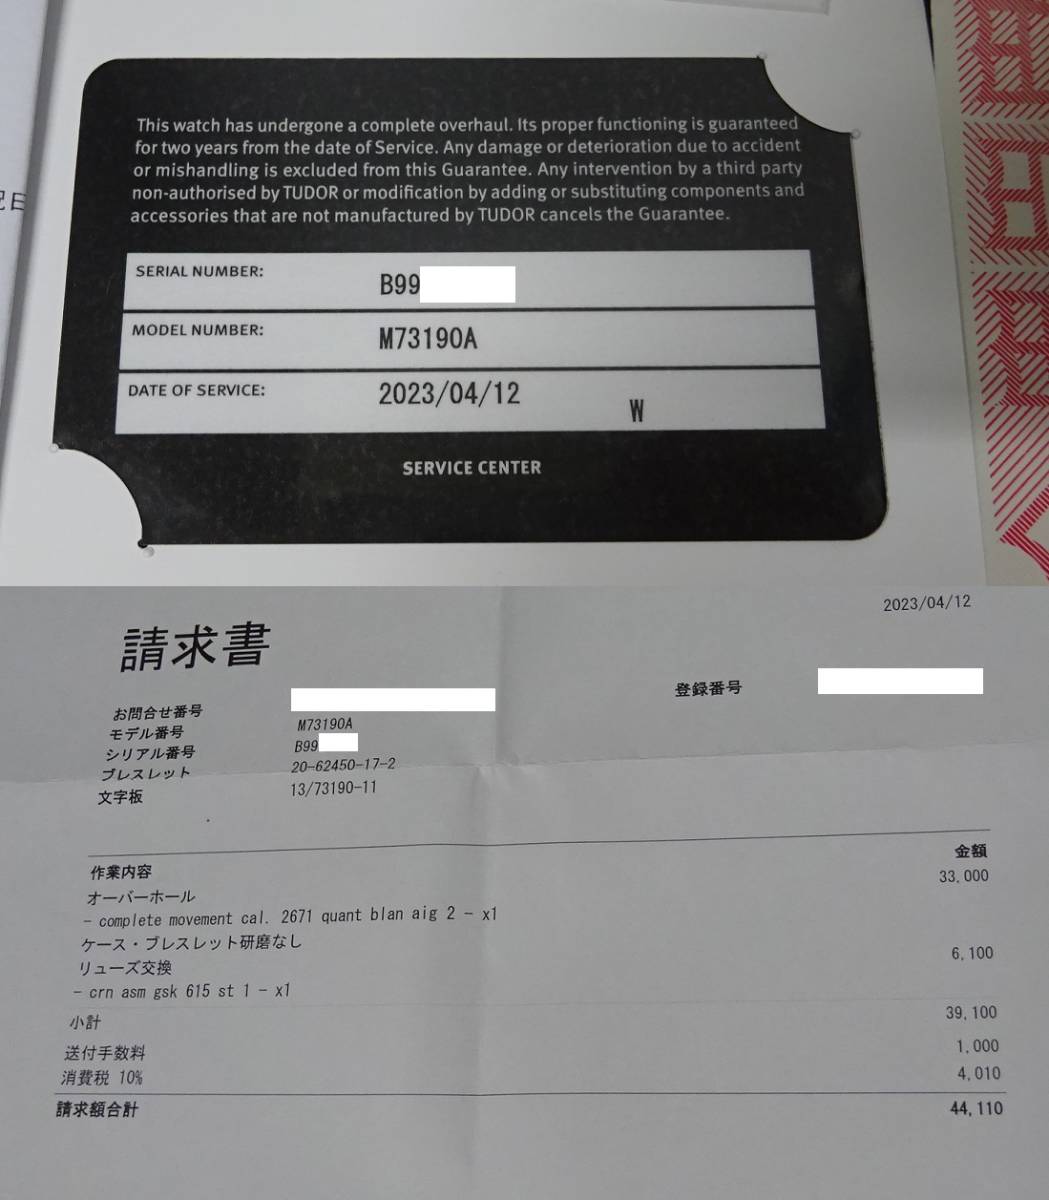 This watch has undergone a complete overhaul. Its proper functioning is guaranteed
for two years from the date of Service. Any damage or deterioration due to accident
or mishandling is excluded from this Guarantee. Any intervention by a third party
non-authorised by TUDOR or modification by adding or substituting components and
accessories that are not manufactured by TUDOR cancels the Guarantee.
SERIAL NUMBER: B99
MODEL NUMBER: M73190A
DATE OF SERVICE: 2023/04/12 W
SERVICE CENTER
2023/04/12
請求書
登録番号
お問合せ番号
モデル番号 M73190A
シリアル番号 B99
ブレスレット 20-62450-17-2
文字板 13/73190-11
作業内容 金額
オーバーホール 33,000
- complete movement cal. 2671 quant blan aig 2 - x1
ケース・ブレスレット研磨なし
リューズ交換 6,100
- crn asm gsk 615 st 1 - x1
小計 39,100
送付手数料 1,000
消費税 10% 4,010
請求額合計 44,110